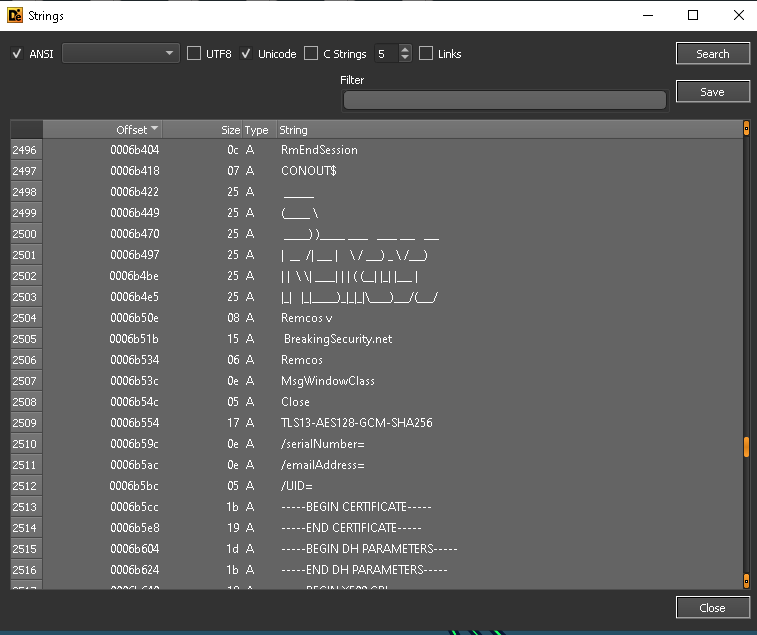 Strings
ANSI UTF8 Unicode C Strings 5 Links Search
Filter
Save
Offset Size Type String
2496 0006b404 0c A RmEndSession
2497 0006b418 07 A CONOUT$
2498 0006b422 25 A _____
2499 0006b449 25 A (____ \
2500 0006b470 25 A ____) )____ ___ ___ __ __
2501 0006b497 25 A | __ /| ___ | \ / ___) _ \ /___)
2502 0006b4be 25 A | | \ \| ____| | | ( (__| |_| |___ |
2503 0006b4e5 25 A |_| |_|_____)_|_|_|\____)___/(___/
2504 0006b50e 08 A Remcos v
2505 0006b51b 15 A BreakingSecurity.net
2506 0006b534 06 A Remcos
2507 0006b53c 0e A MsgWindowClass
2508 0006b54c 05 A Close
2509 0006b554 17 A TLS13-AES128-GCM-SHA256
2510 0006b59c 0e A /serialNumber=
2511 0006b5ac 0e A /emailAddress=
2512 0006b5bc 05 A /UID=
2513 0006b5cc 1b A -----BEGIN CERTIFICATE-----
2514 0006b5e8 19 A -----END CERTIFICATE-----
2515 0006b604 1d A -----BEGIN DH PARAMETERS-----
2516 0006b624 1b A -----END DH PARAMETERS-----
Close